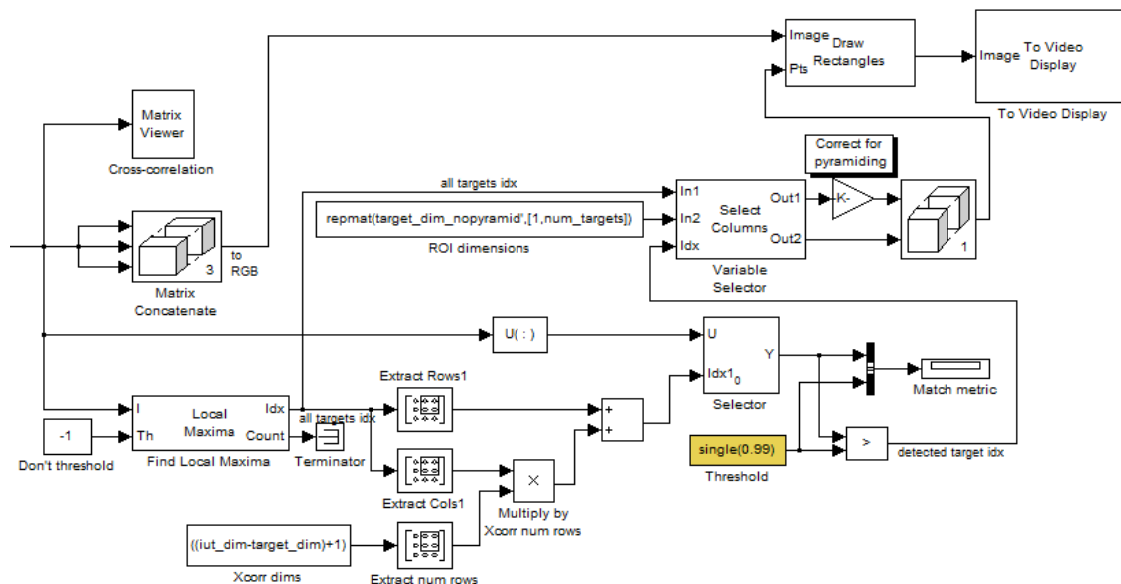 Image
Draw
Rectangles
Pts
Image
To Video
Display
To Video Display
Matrix
Viewer
Cross-correlation
Correct for
pyramiding
K-
all targets idx
In1
In2
Idx
Select
Columns
Out1
Out2
Variable
Selector
1
repmat(target_dim_nopyramid',[1,num_targets])
ROI dimensions
3
to
RGB
Matrix
Concatenate
U( : )
U
Y
Idx1
0
Selector
Match metric
Extract Rows1
all targets idx
-1
Don't threshold
I
Th
Local
Maxima
Idx
Count
Find Local Maxima
Terminator
+
+
single(0.99)
Threshold
>
detected target idx
Extract Cols1
×
Multiply by
Xcorr num rows
((iut_dim-target_dim)+1)
Xcorr dims
Extract num rows